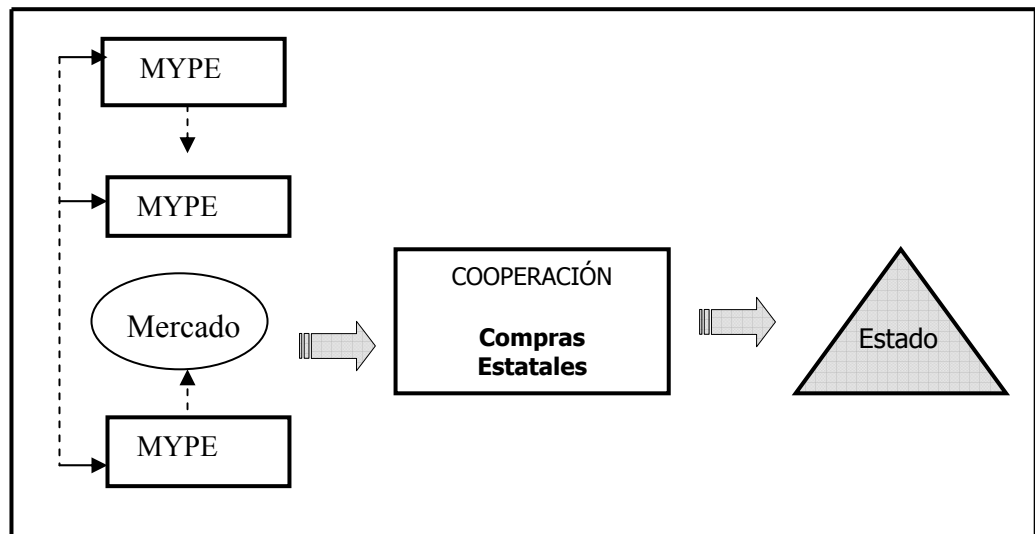 MYPE
MYPE
Mercado
MYPE
COOPERACIÓN
Compras
Estatales
Estado